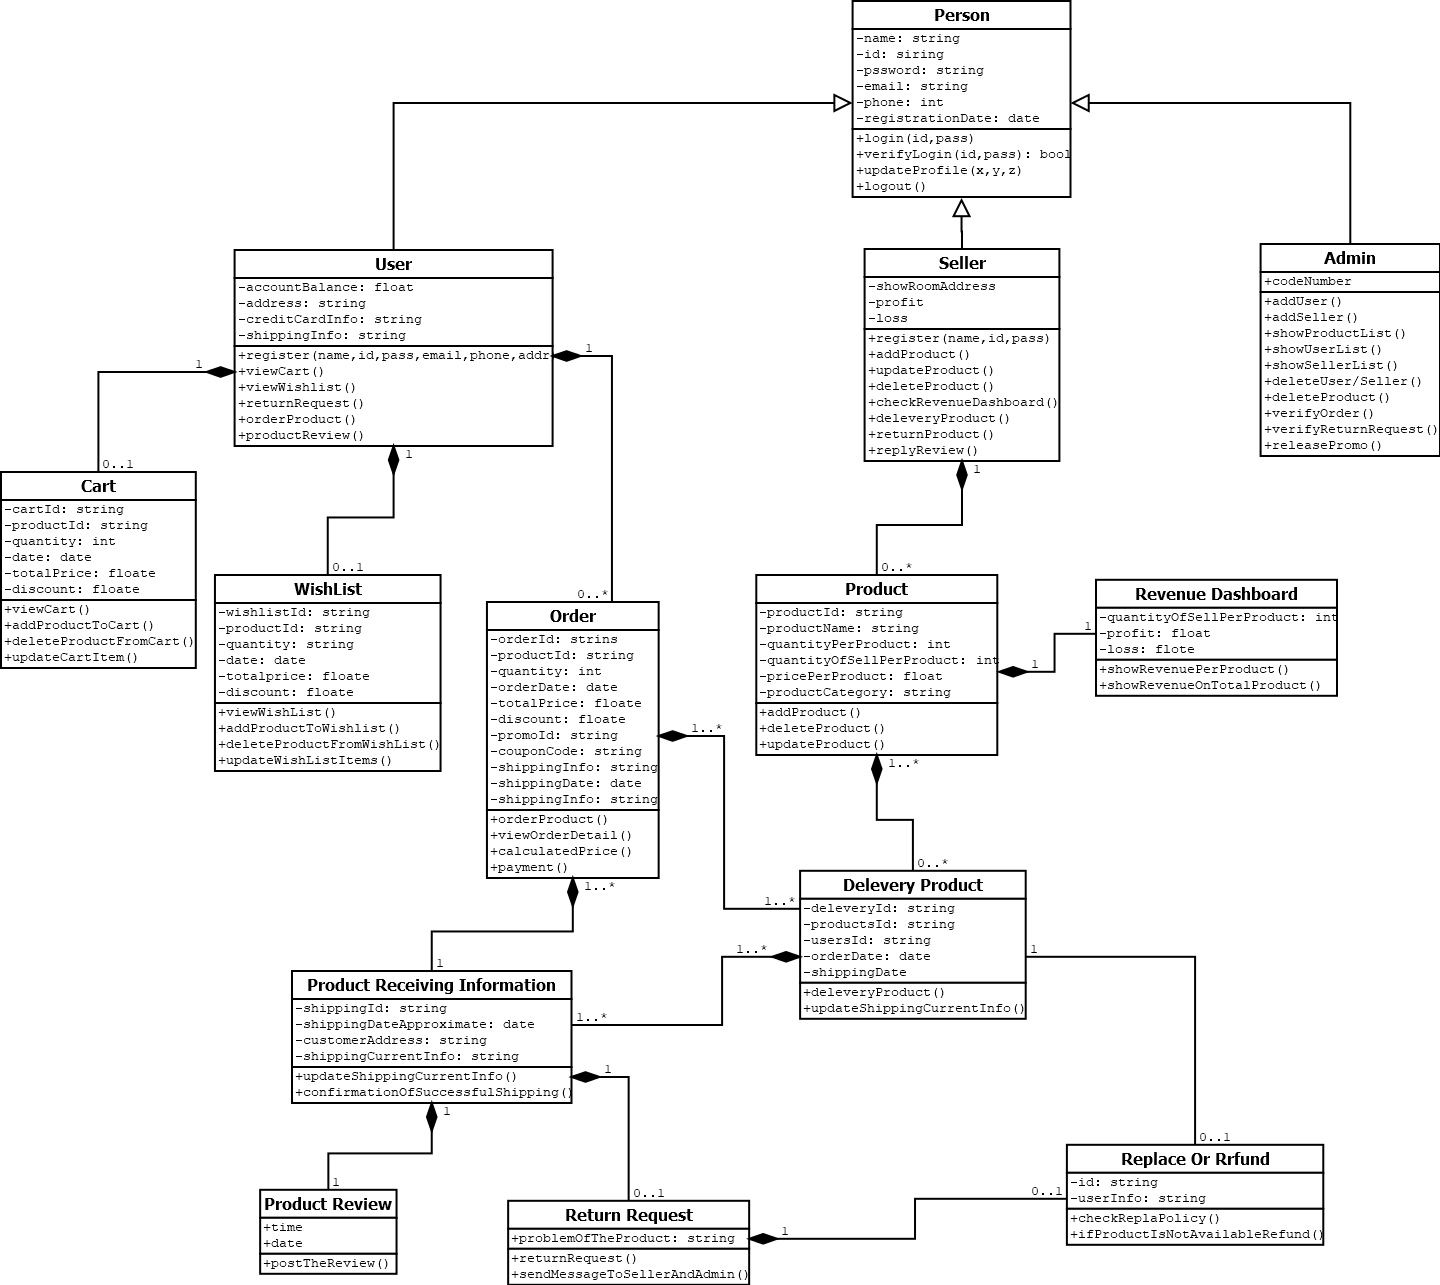 Person
-name: string
-id: siring
-pssword: string
-email: string
-phone: int
-registrationDate: date
+login(id,pass)
+verifyLogin(id,pass): bool
+updateProfile(x,y,z)
+logout()
User
-accountBalance: float
-address: string
-creditCardInfo: string
-shippingInfo: string
+register(name,id,pass,email,phone,addr
+viewCart()
+viewWishlist()
+returnRequest()
+orderProduct()
+productReview()
Seller
-showRoomAddress
-profit
-loss
+register(name,id,pass)
+addProduct()
+updateProduct()
+deleteProduct()
+checkRevenueDashboard()
+deleveryProduct()
+returnProduct()
+replyReview()
Admin
+codeNumber
+addUser()
+addSeller()
+showProductList()
+showUserList()
+showSellerList()
+deleteUser/Seller()
+deleteProduct()
+verifyOrder()
+verifyReturnRequest()
+releasePromo()
1
1
1
1
0..1
0..1
0..*
0..*
Cart
-cartId: string
-productId: string
-quantity: int
-date: date
-totalPrice: floate
-discount: floate
+viewCart()
+addProductToCart()
+deleteProductFromCart()
+updateCartItem()
WishList
-wishlistId: string
-productId: string
-quantity: string
-date: date
-totalprice: floate
-discount: floate
+viewWishList()
+addProductToWishlist()
+deleteProductFromWishList()
+updateWishListItems()
Order
-orderId: strins
-productId: string
-quantity: int
-orderDate: date
-totalPrice: floate
-discount: floate
-promoId: string
-couponCode: string
-shippingInfo: string
-shippingDate: date
-shippingInfo: string
+orderProduct()
+viewOrderDetail()
+calculatedPrice()
+payment()
Product
-productId: string
-productName: string
-quantityPerProduct: int
-quantityOfSellPerProduct: int
-pricePerProduct: float
-productCategory: string
+addProduct()
+deleteProduct()
+updateProduct()
1
1
Revenue Dashboard
-quantityOfSellPerProduct: int
-profit: float
-loss: flote
+showRevenuePerProduct()
+showRevenueOnTotalProduct()
1..*
1..*
1..*
0..*
1..*
1
Delevery Product
-deleveryId: string
-productsId: string
-usersId: string
-orderDate: date
-shippingDate
+deleveryProduct()
+updateShippingCurrentInfo()
1..*
1..*
1
0..1
Product Receiving Information
-shippingId: string
-shippingDateApproximate: date
-customerAddress: string
-shippingCurrentInfo: string
+updateShippingCurrentInfo()
+confirmationOfSuccessfulShipping()
1
1
1
0..1
Product Review
+time
+date
+postTheReview()
Return Request
+problemOfTheProduct: string
+returnRequest()
+sendMessageToSellerAndAdmin()
1
0..1
Replace Or Rrfund
-id: string
-userInfo: string
+checkReplaPolicy()
+ifProductIsNotAvailableRefund()